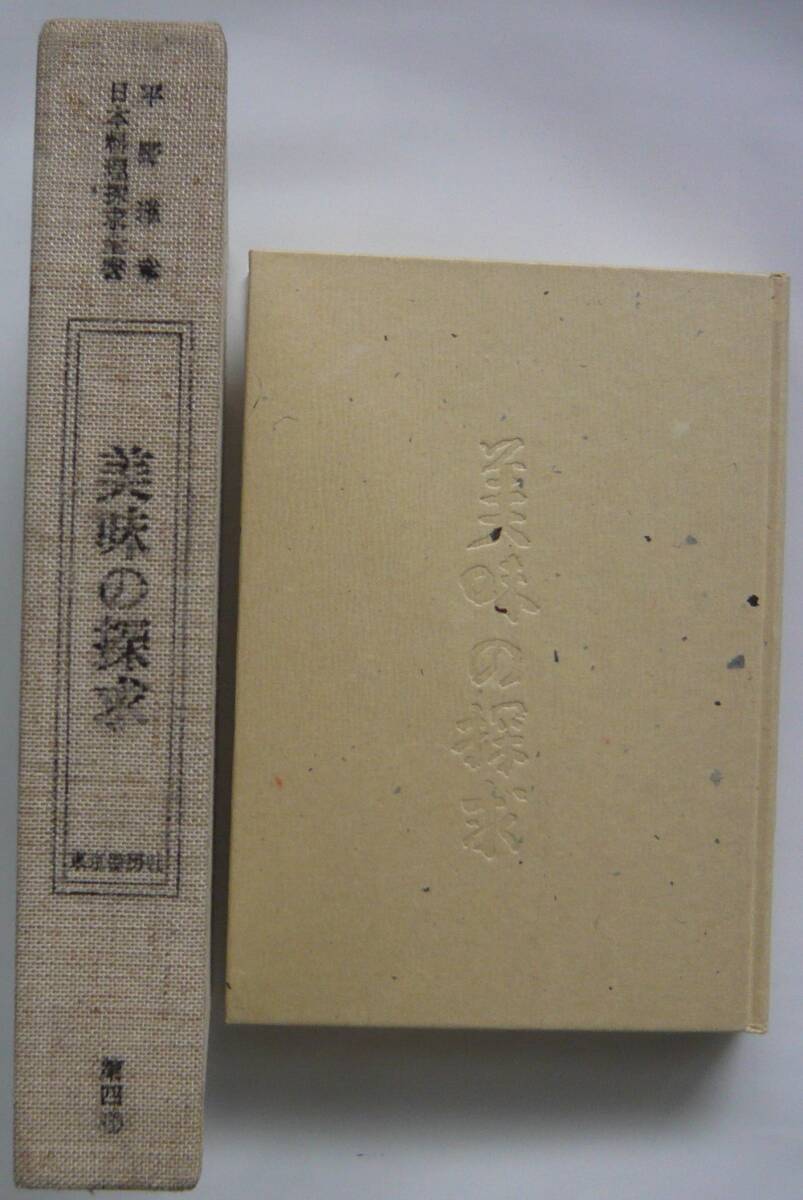 平野雅章
日本料理探求全書
美味の探求
東京書房社
第四巻
美味の探求